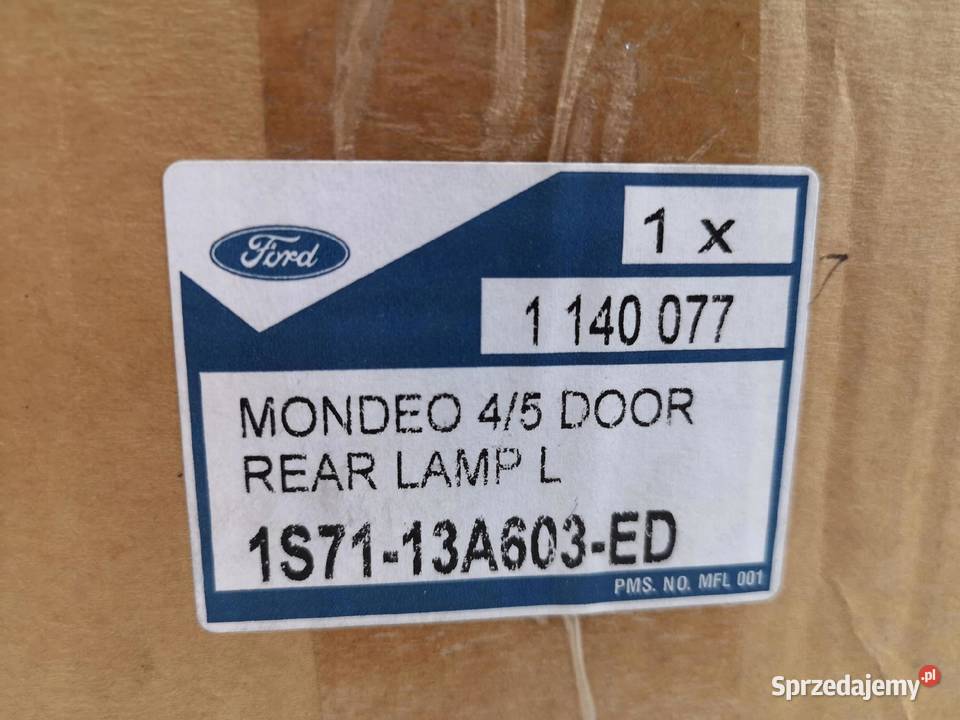 Ford
1 x
1 140 077
MONDEO 4/5 DOOR
REAR LAMP L
1S71-13A603-ED
PMS. NO. MFL 001
Sprzedajemy.pl